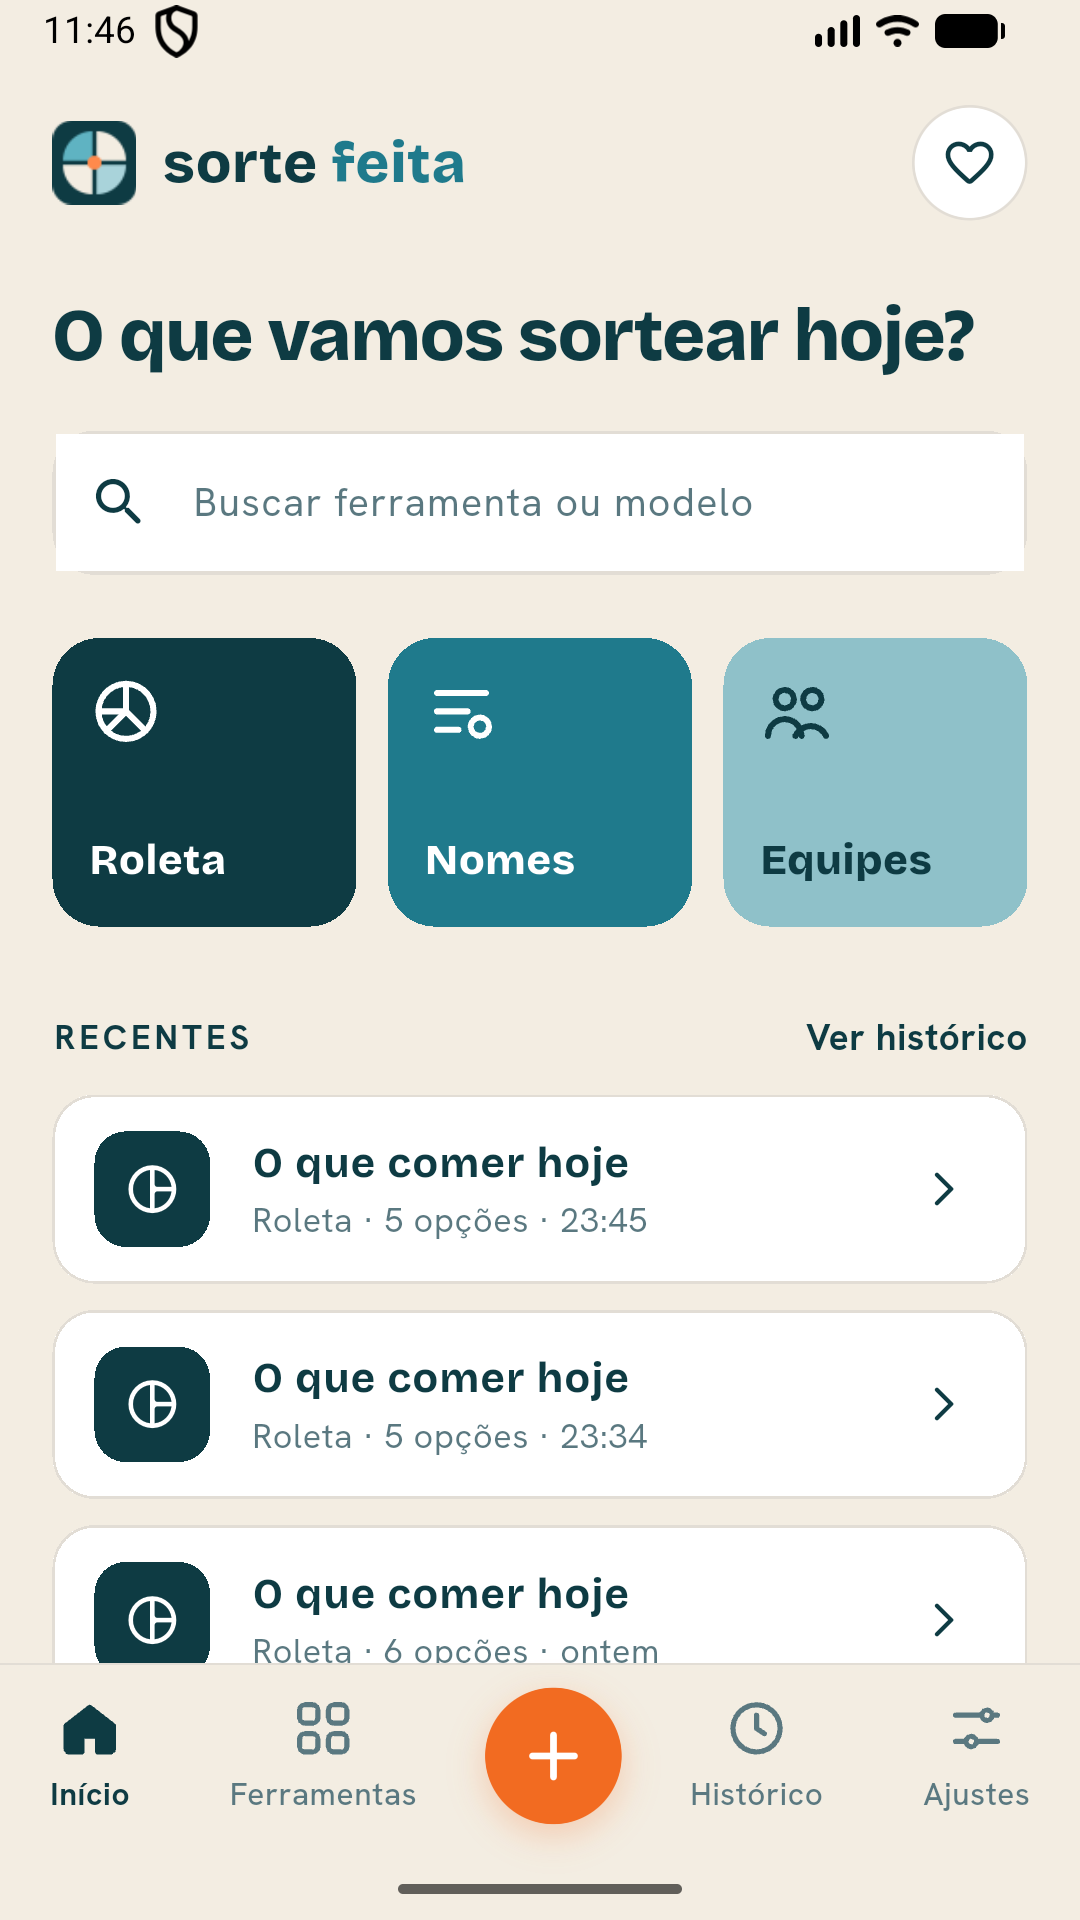 11:46
sorte feita
O que vamos sortear hoje?
Buscar ferramenta ou modelo
Roleta
Nomes
Equipes
RECENTES
Ver histórico
O que comer hoje
Roleta · 5 opções · 23:45
O que comer hoje
Roleta · 5 opções · 23:34
O que comer hoje
Roleta · 6 opções · ontem
Início
Ferramentas
Histórico
Ajustes